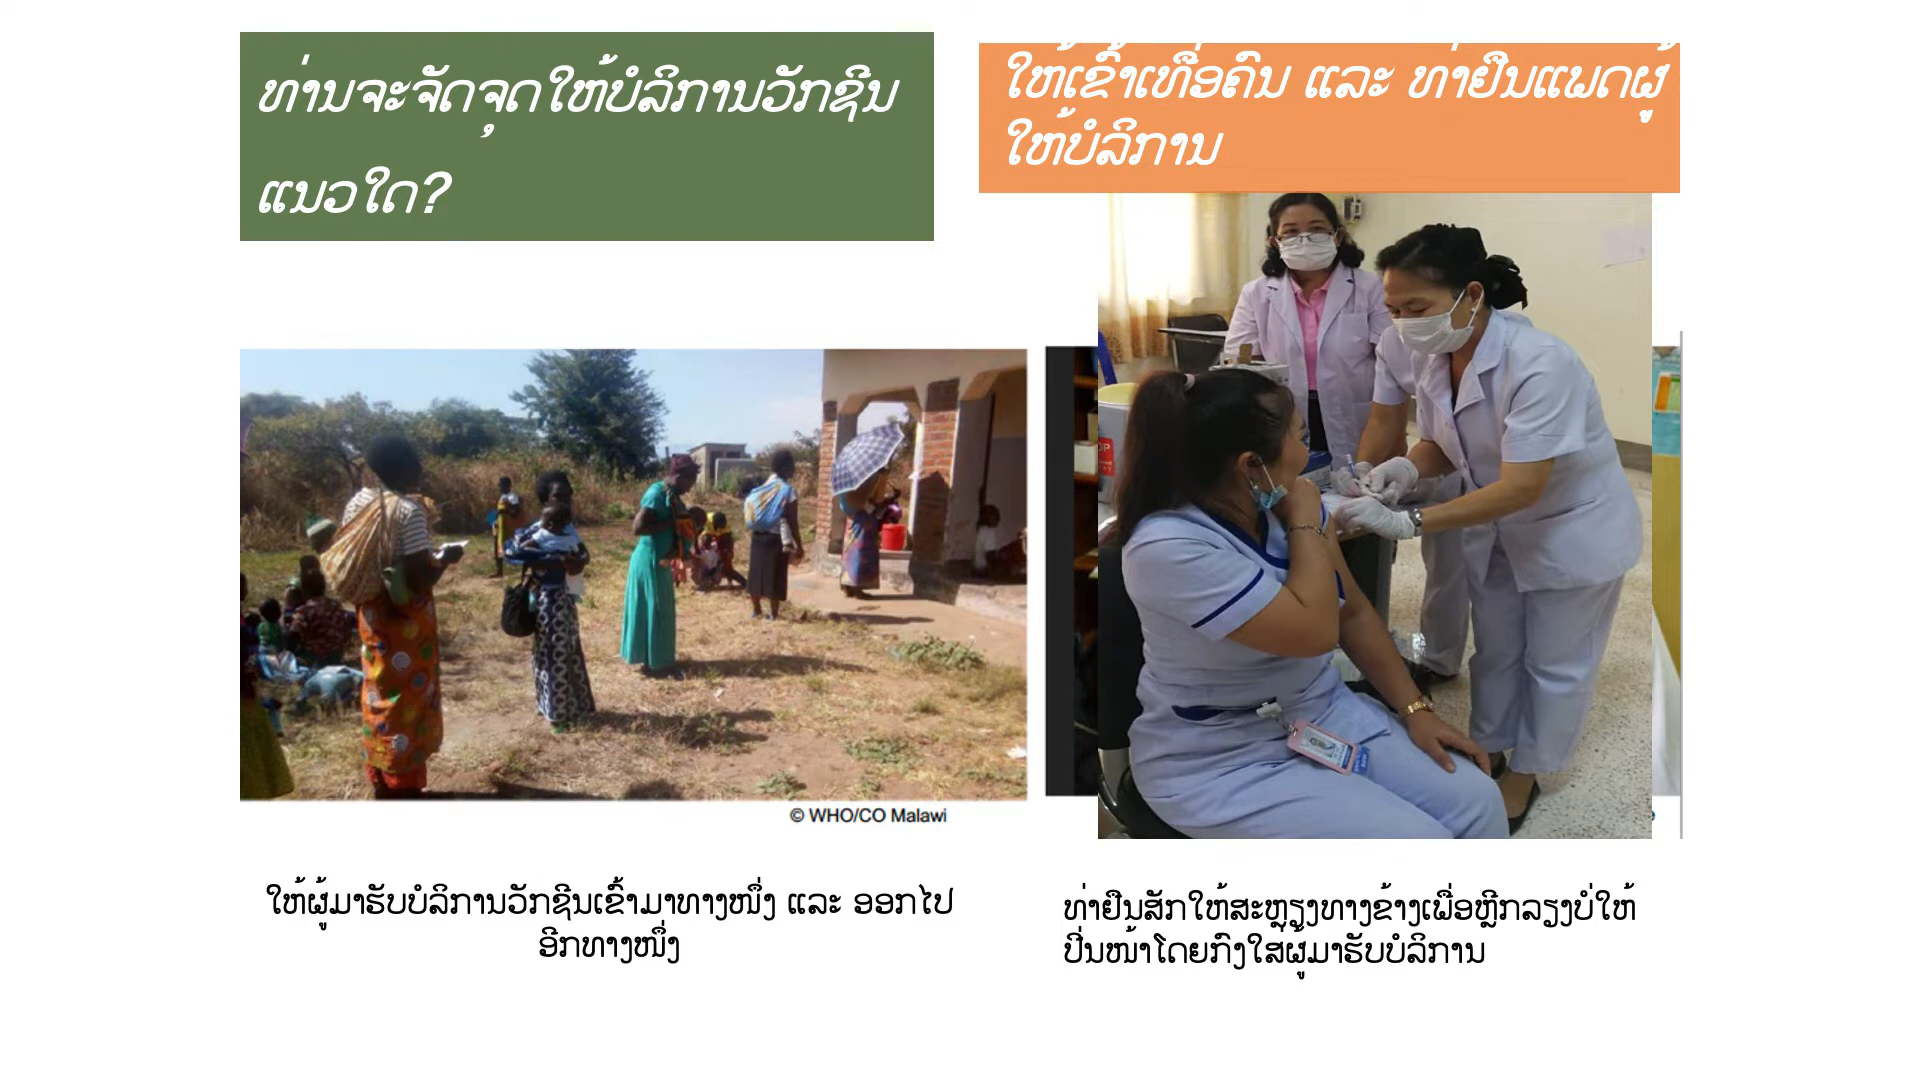 ທ່ານຈະຈັດຈຸດໃຫ້ບໍລິການວັກຊີນ
ແນວໃດ?
ໃຫ້ເຂົ້າເທື່ອຄົນ ແລະ ທ່າຢືນແພດຜູ້
ໃຫ້ບໍລິການ
© WHO/CO Malawi
ໃຫ້ຜູ້ມາຮັບບໍລິການວັກຊີນເຂົ້າມາທາງໜຶ່ງ ແລະ ອອກໄປ
ອີກທາງໜຶ່ງ
ທ່າຢືນສັກໃຫ້ສະຫຼຽງທາງຂ້າງເພື່ອຫຼີກລຽງບໍ່ໃຫ້
ປິ່ນໜ້າໂດຍກົງໃສ່ຜູ້ມາຮັບບໍລິການ